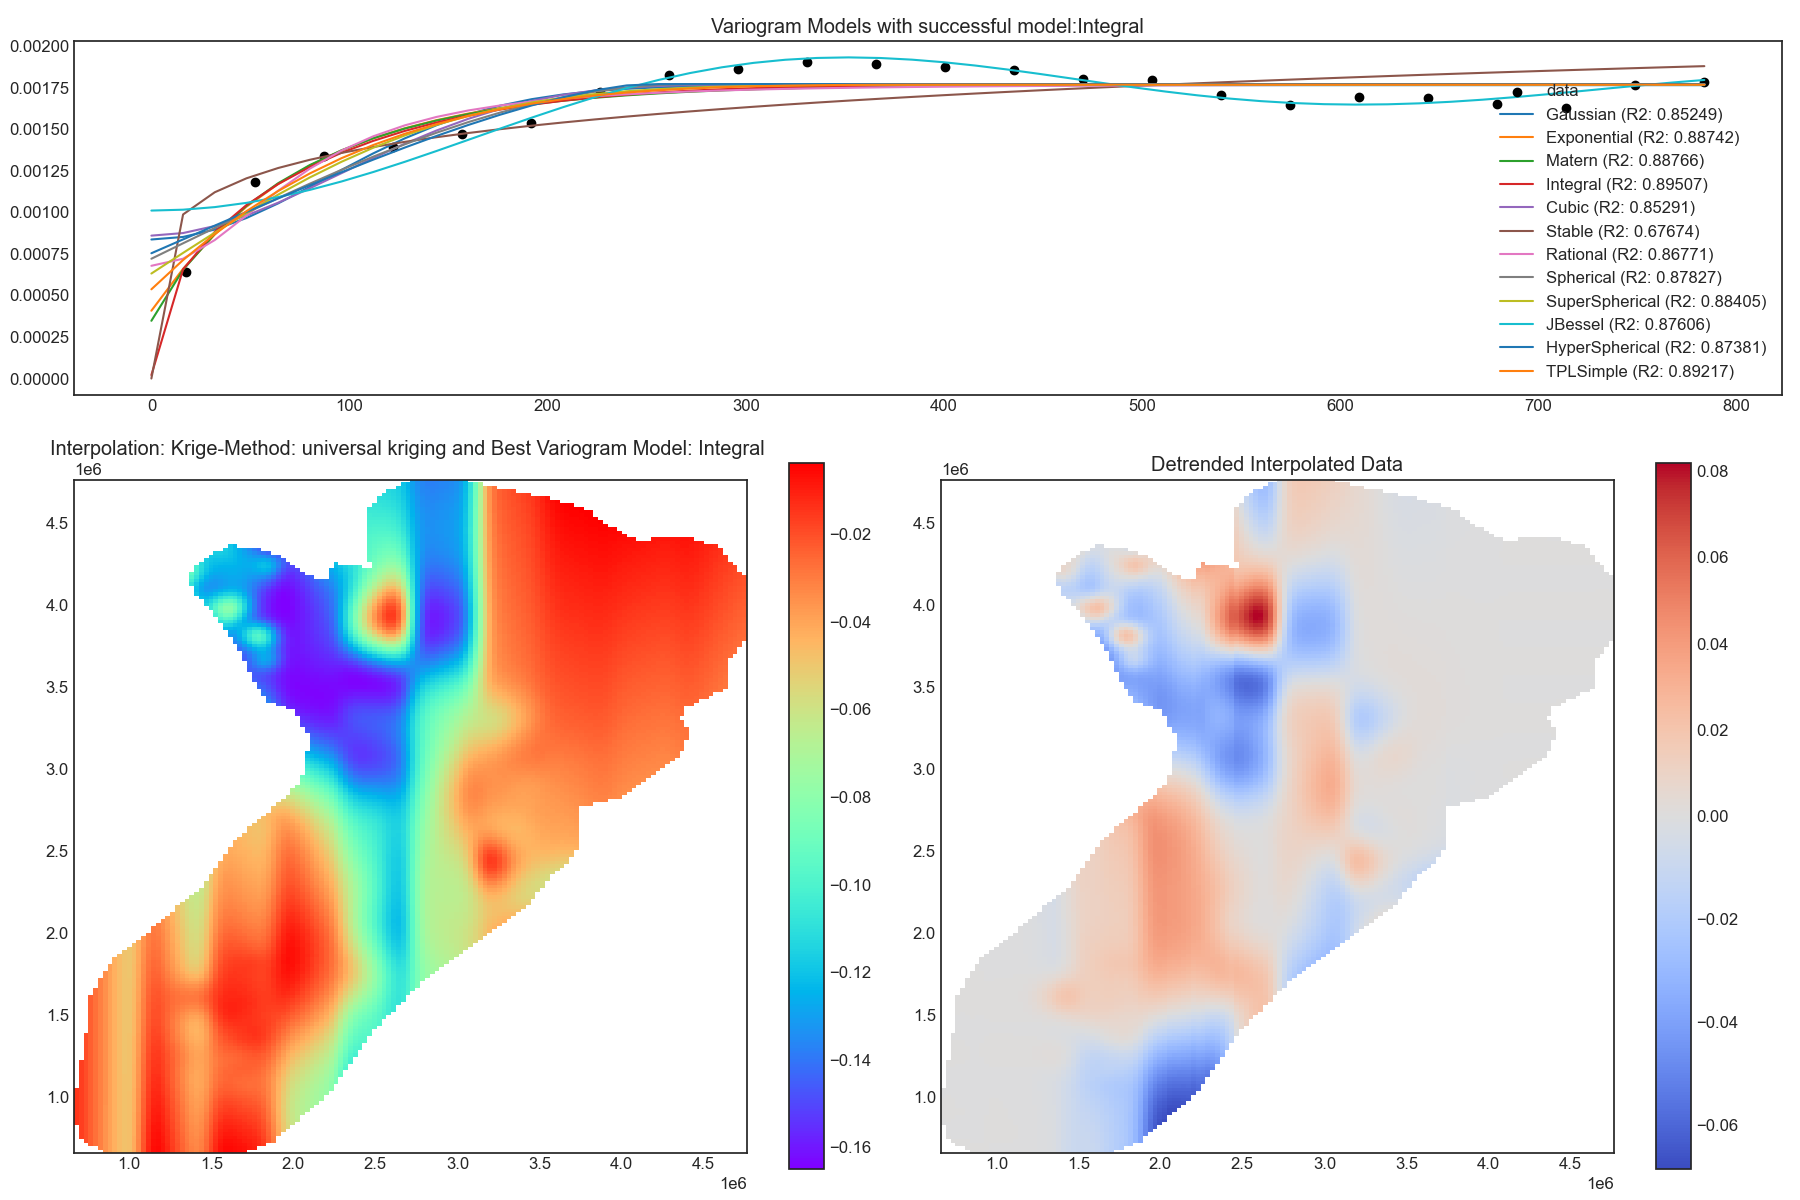 Variogram Models with successful model:Integral
0.00200
0.00175
0.00150
0.00125
0.00100
0.00075
0.00050
0.00025
0.00000
0 100 200 300 400 500 600 700 800
data
Gaussian (R2: 0.85249)
Exponential (R2: 0.88742)
Matern (R2: 0.88766)
Integral (R2: 0.89507)
Cubic (R2: 0.85291)
Stable (R2: 0.67674)
Rational (R2: 0.86771)
Spherical (R2: 0.87827)
SuperSpherical (R2: 0.88405)
JBessel (R2: 0.87606)
HyperSpherical (R2: 0.87381)
TPLSimple (R2: 0.89217)
Interpolation: Krige-Method: universal kriging and Best Variogram Model: Integral
1e6
4.5
4.0
3.5
3.0
2.5
2.0
1.5
1.0
1.0 1.5 2.0 2.5 3.0 3.5 4.0 4.5
1e6
−0.02
−0.04
−0.06
−0.08
−0.10
−0.12
−0.14
−0.16
Detrended Interpolated Data
1e6
4.5
4.0
3.5
3.0
2.5
2.0
1.5
1.0
1.0 1.5 2.0 2.5 3.0 3.5 4.0 4.5
1e6
0.08
0.06
0.04
0.02
0.00
−0.02
−0.04
−0.06